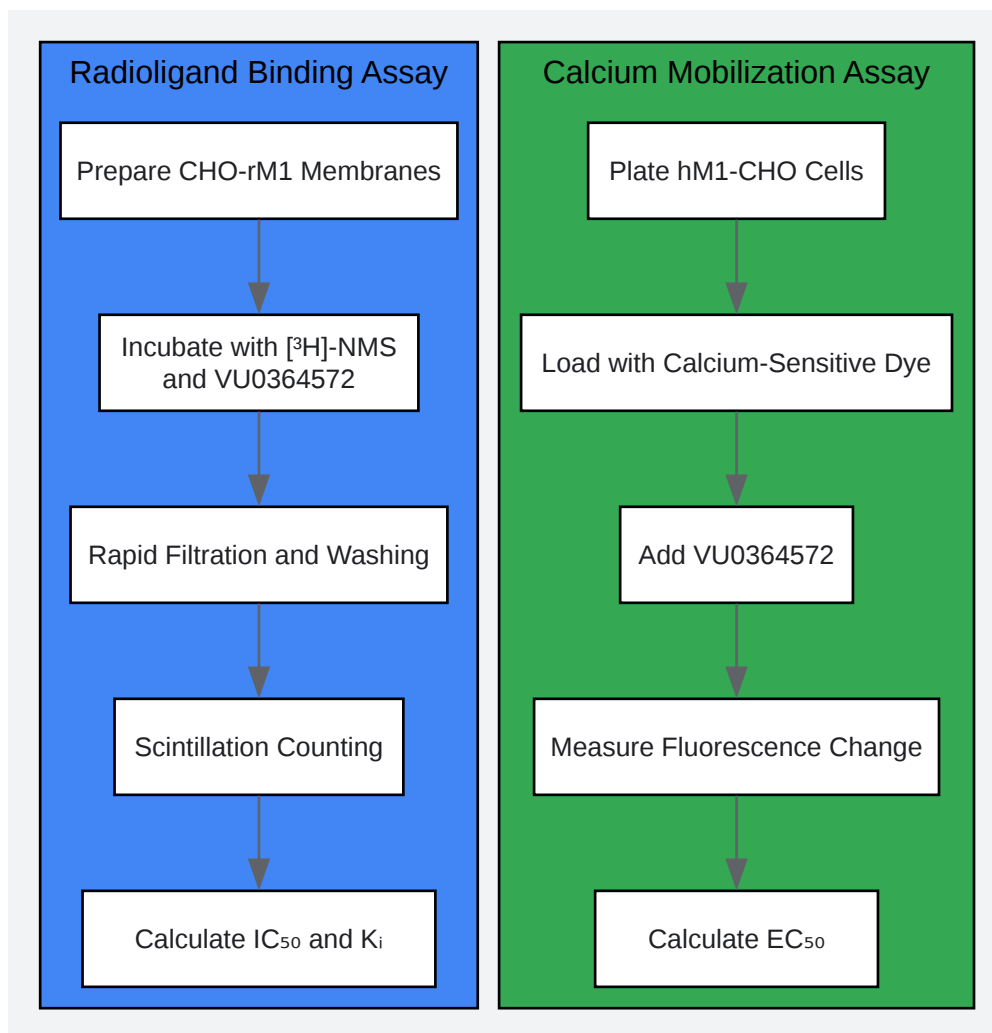 Radioligand Binding Assay
Prepare CHO-rM1 Membranes
Incubate with [³H]-NMS
and VU0364572
Rapid Filtration and Washing
Scintillation Counting
Calculate IC₅₀ and Kᵢ
Calcium Mobilization Assay
Plate hM1-CHO Cells
Load with Calcium-Sensitive Dye
Add VU0364572
Measure Fluorescence Change
Calculate EC₅₀